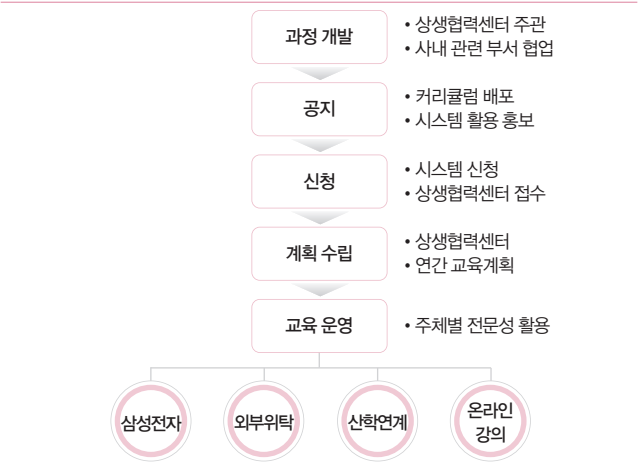 과정 개발
• 상생협력센터 주관
• 사내 관련 부서 협업
공지
• 커리큘럼 배포
• 시스템 활용 홍보
신청
• 시스템 신청
• 상생협력센터 접수
계획 수립
• 상생협력센터
• 연간 교육계획
교육 운영
• 주체별 전문성 활용
삼성전자
외부위탁
산학연계
온라인
강의